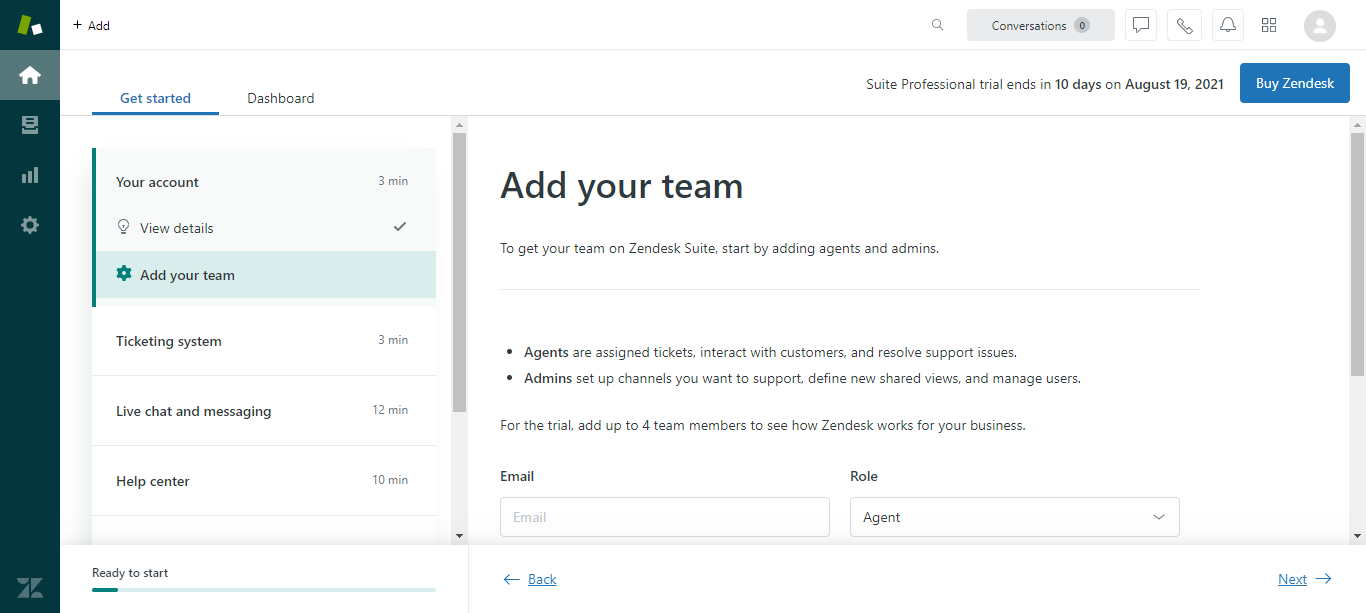 + Add
Conversations 0
Get started
Dashboard
Suite Professional trial ends in 10 days on August 19, 2021
Buy Zendesk
Your account 3 min
View details
Add your team
Ticketing system 3 min
Live chat and messaging 12 min
Help center 10 min
Ready to start
Add your team
To get your team on Zendesk Suite, start by adding agents and admins.
• Agents are assigned tickets, interact with customers, and resolve support issues.
• Admins set up channels you want to support, define new shared views, and manage users.
For the trial, add up to 4 team members to see how Zendesk works for your business.
Email Role
Email Agent
← Back
Next →